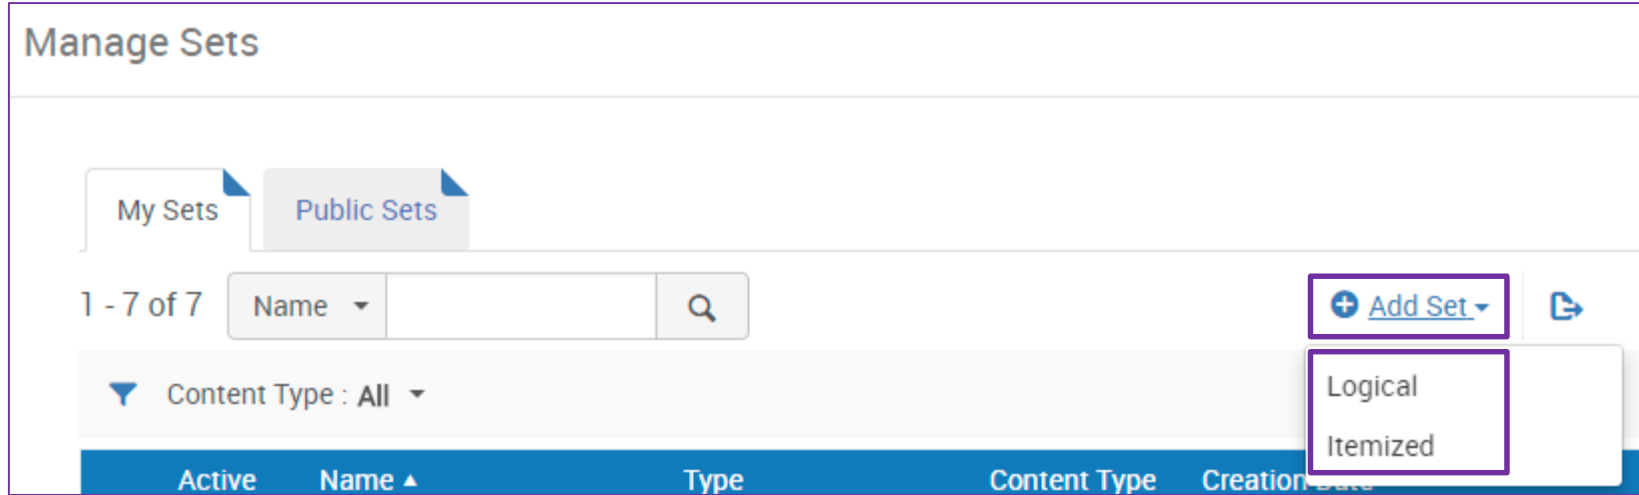 Manage Sets
My Sets Public Sets
1 - 7 of 7 Name Add Set
Logical
Content Type : All
Itemized
Active Name Type Content Type Creation